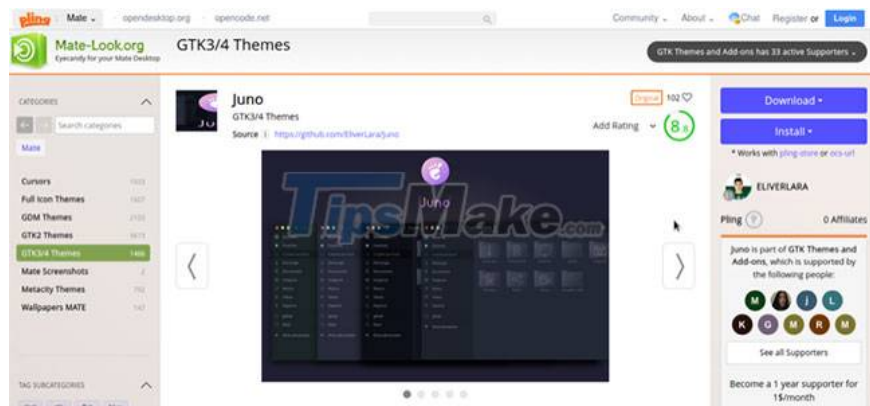 pling Mate opendesktop.org opencode.net Community About Chat Register or Login
Mate-Look.org
Eyecandy for your Mate Desktop
GTK3/4 Themes
GTK Themes and Add-ons has 33 active Supporters
CATEGORIES
Search categories
Mate
Cursors
Full Icon Themes
GDM Themes
GTK2 Themes
GTK3/4 Themes 1466
Mate Screenshots 2
Metacity Themes
Wallpapers MATE
TAG SUBCATEGORIES
Juno
GTK3/4 Themes
Source i https://github.com/EliverLara/Juno
Original 102
Add Rating 8.8
Juno
TipsMake.com
Download
Install
* Works with pling-store or ocs-url
ELIVERLARA
Pling ? 0 Affiliates
Juno is part of GTK Themes and
Add-ons, which is supported by
the following people:
M j L
K G M R M
See all Supporters
Become a 1 year supporter for
1$/month